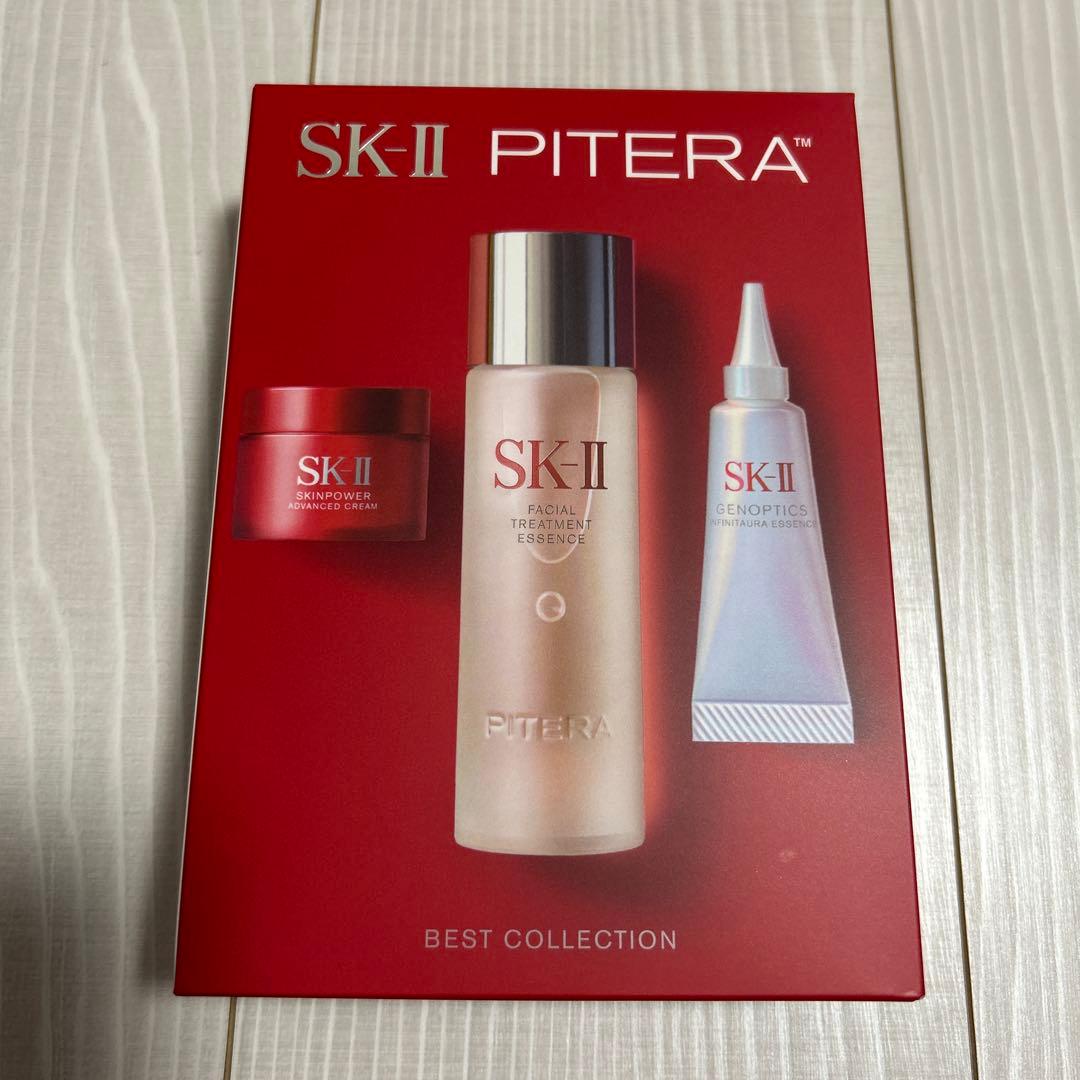 SK-II PITERA™
SK-II
SKINPOWER
ADVANCED CREAM
SK-II
FACIAL
TREATMENT
ESSENCE
PITERA
SK-II
GENOPTICS
INFINITAURA ESSENCE
BEST COLLECTION